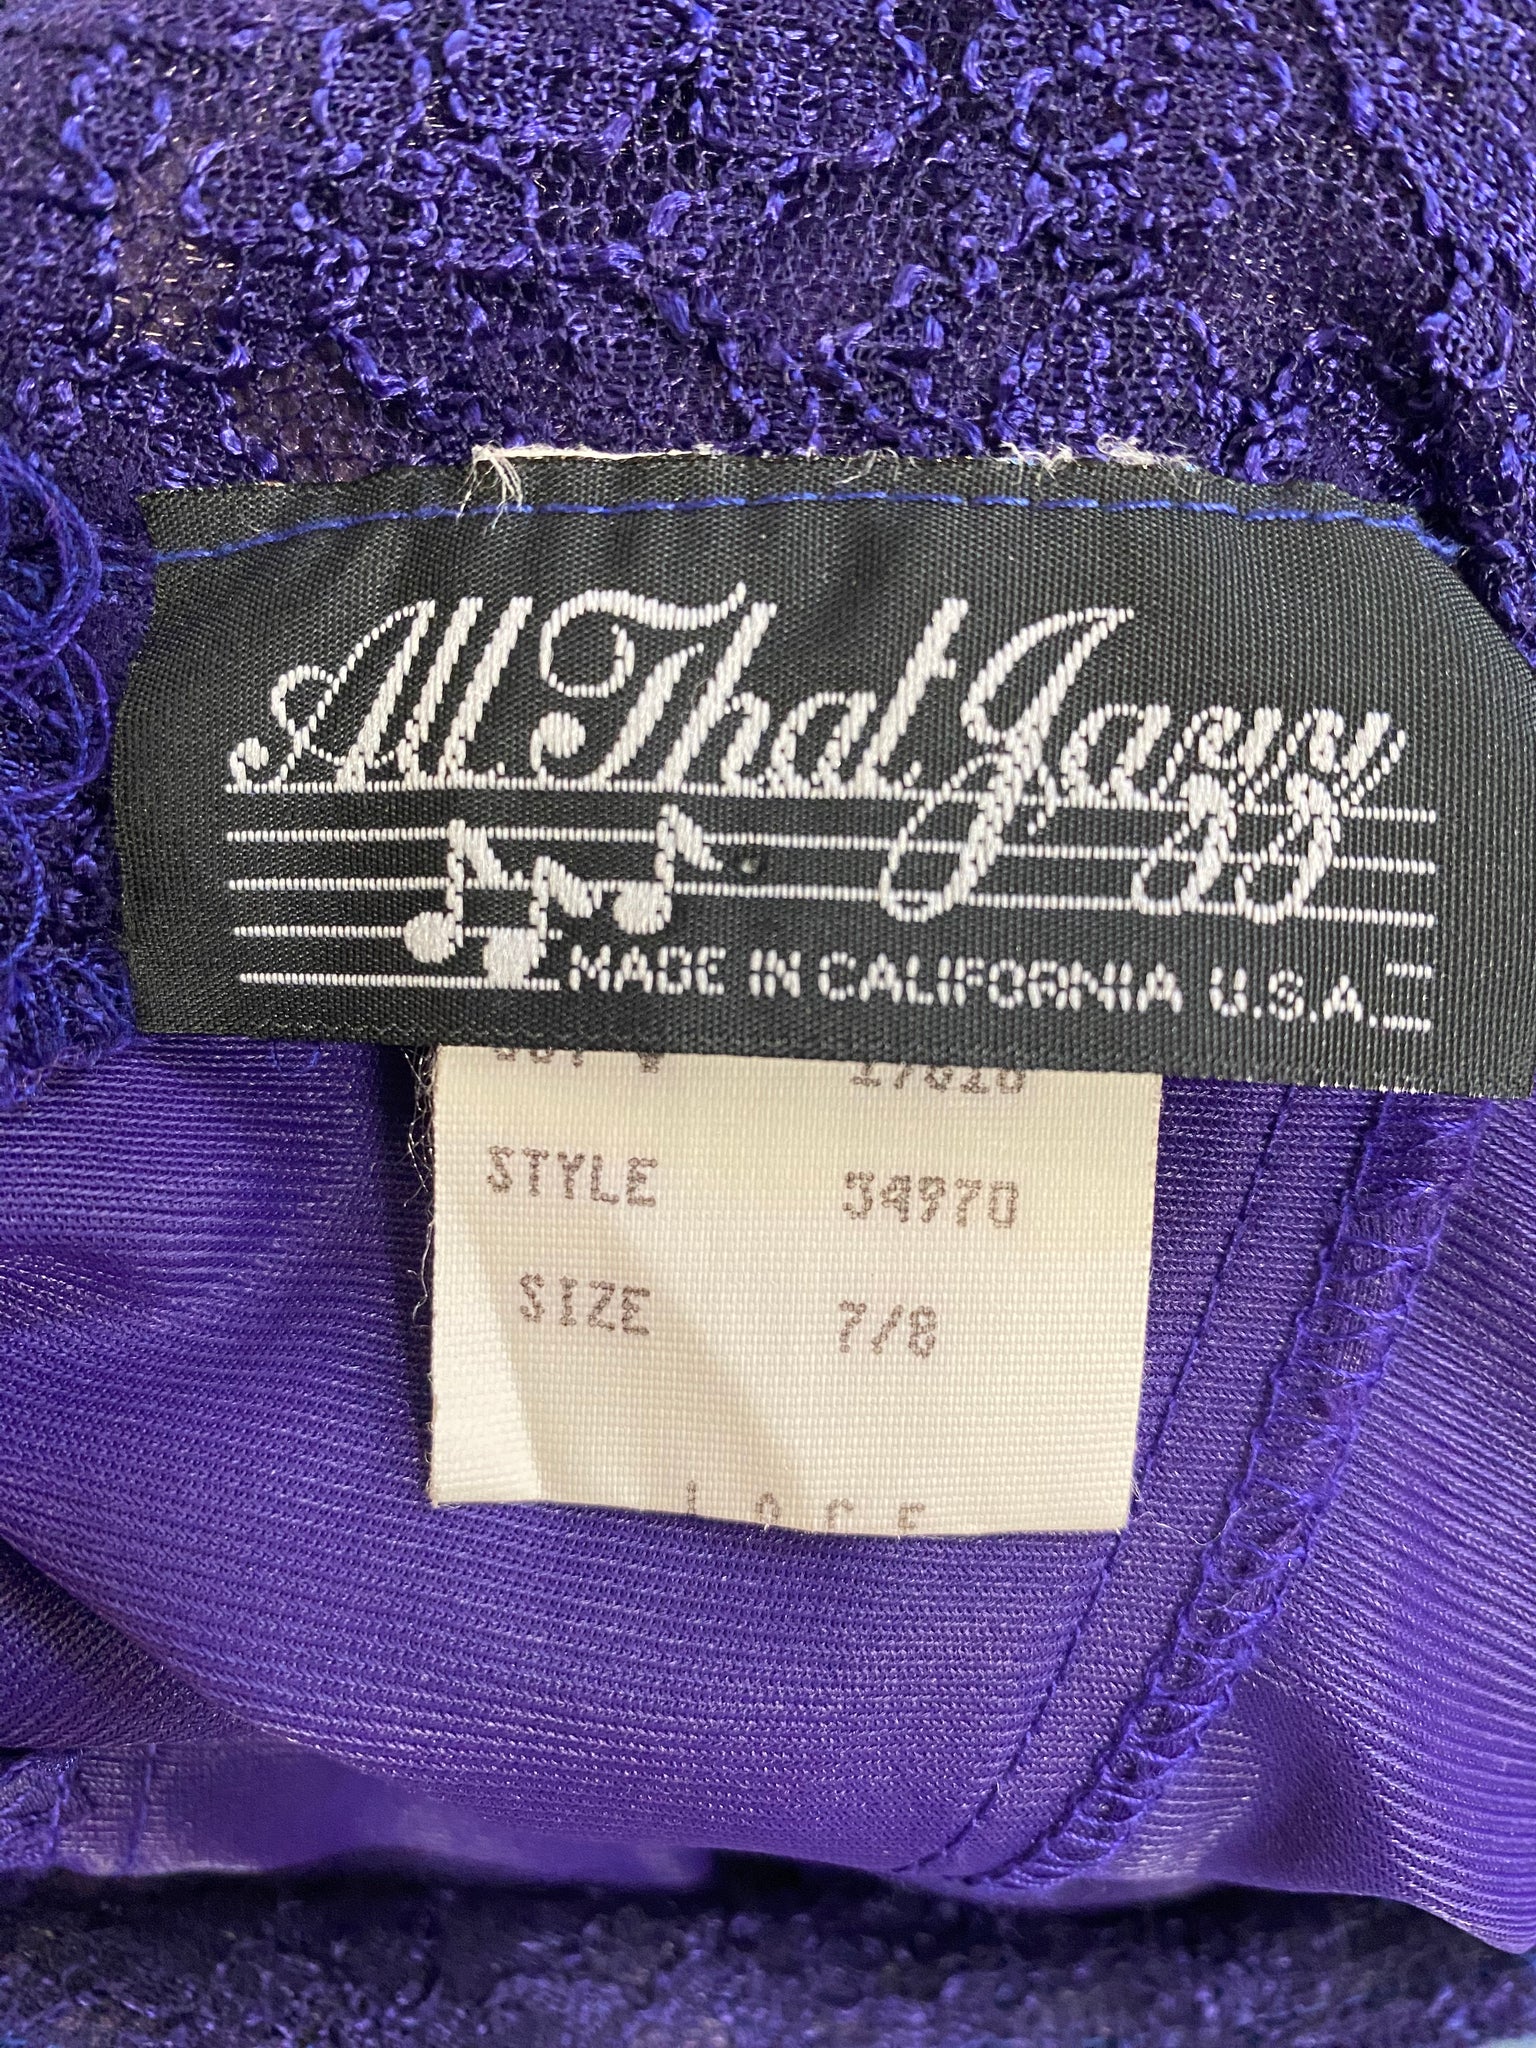 All That Jazz
MADE IN CALIFORNIA U.S.A.
STYLE 34970
SIZE 7/8